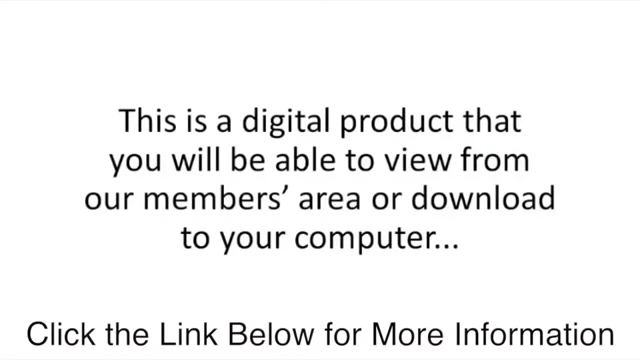 This is a digital product that
you will be able to view from
our members’ area or download
to your computer...
Click the Link Below for More Information